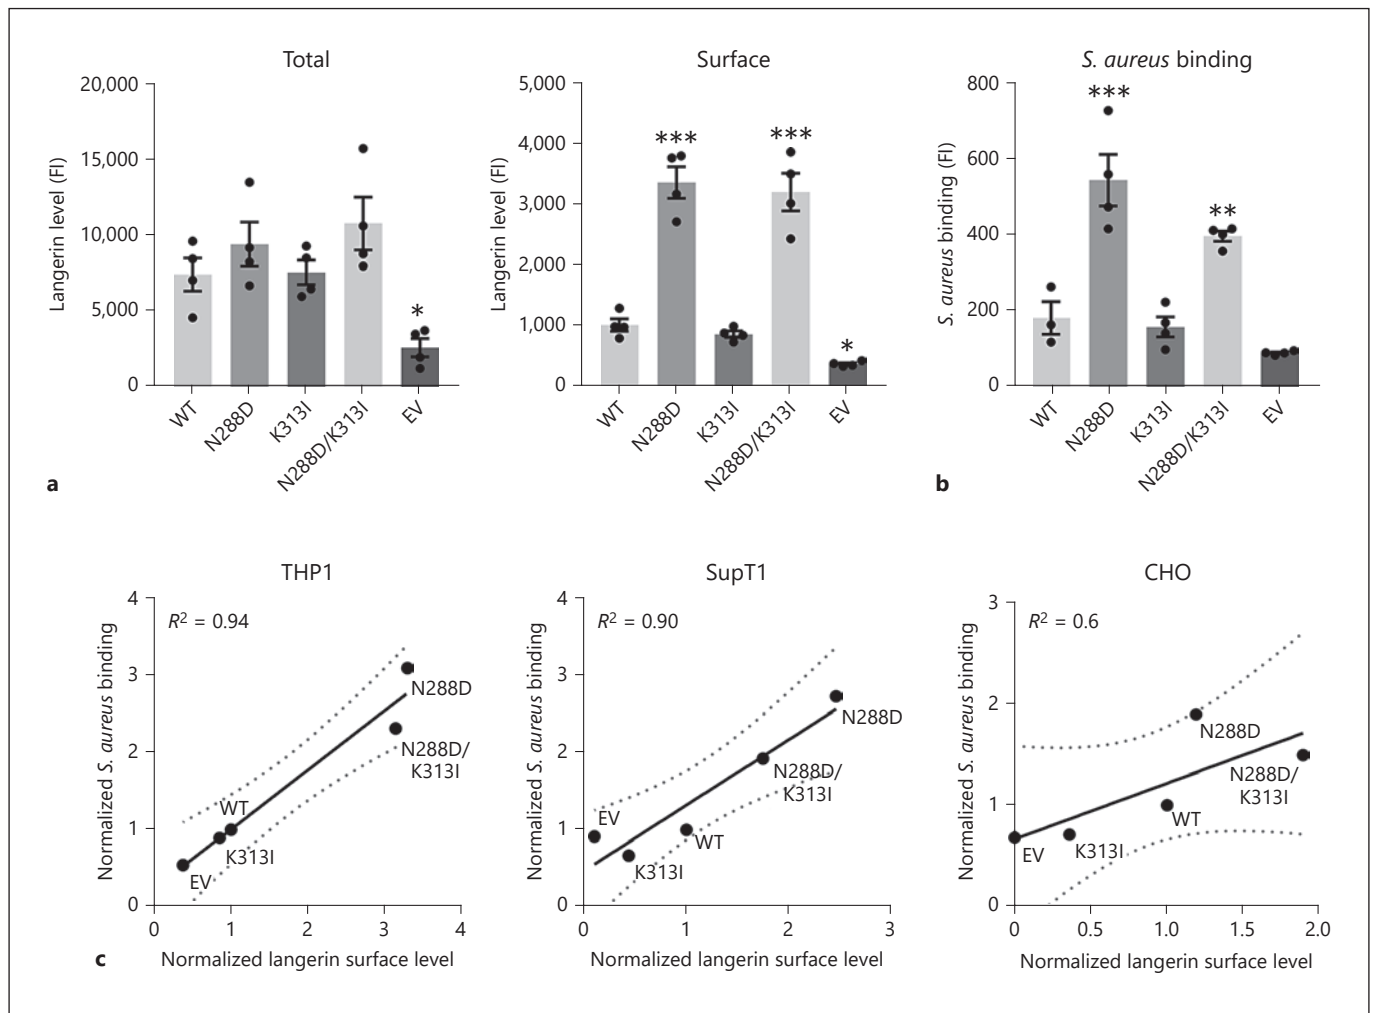 Total
Langerin level (FI)
20,000
15,000
10,000
5,000
0
*
WT
N288D
K313I
N288D/K313I
EV
a
Surface
Langerin level (FI)
5,000
4,000
3,000
2,000
1,000
0
***
***
*
WT
N288D
K313I
N288D/K313I
EV
S. aureus binding
S. aureus binding (FI)
800
600
400
200
0
***
**
WT
N288D
K313I
N288D/K313I
EV
b
THP1
Normalized S. aureus binding
4
3
2
1
0
R² = 0.94
N288D
N288D/
K313I
WT
K313I
EV
0
1
2
3
4
Normalized langerin surface level
c
SupT1
Normalized S. aureus binding
4
3
2
1
0
R² = 0.90
N288D
N288D/
K313I
EV
WT
K313I
0
1
2
3
Normalized langerin surface level
CHO
Normalized S. aureus binding
3
2
1
0
R² = 0.6
N288D
N288D/
K313I
WT
EV
K313I
0
0.5
1.0
1.5
2.0
Normalized langerin surface level